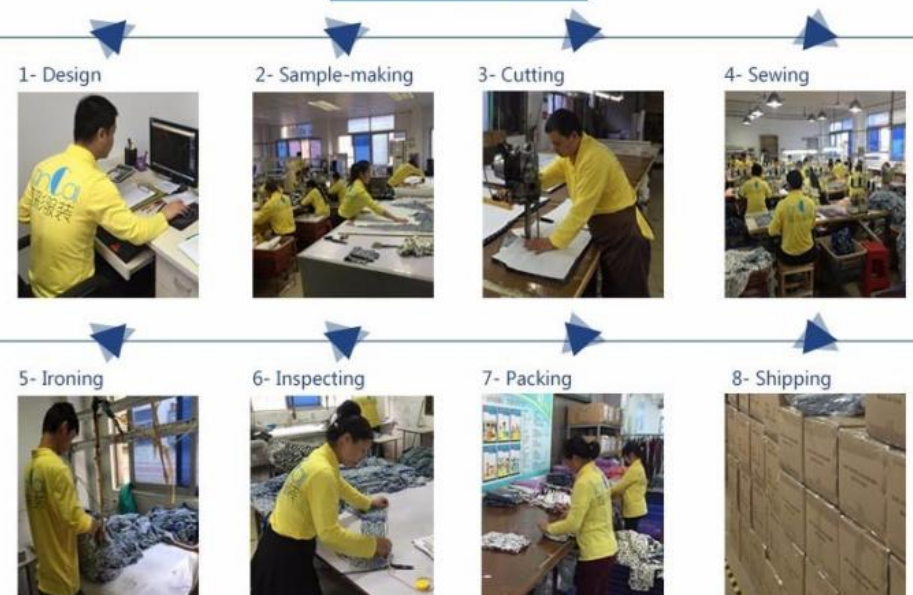 1- Design
2- Sample-making
3- Cutting
4- Sewing
5- Ironing
6- Inspecting
7- Packing
8- Shipping